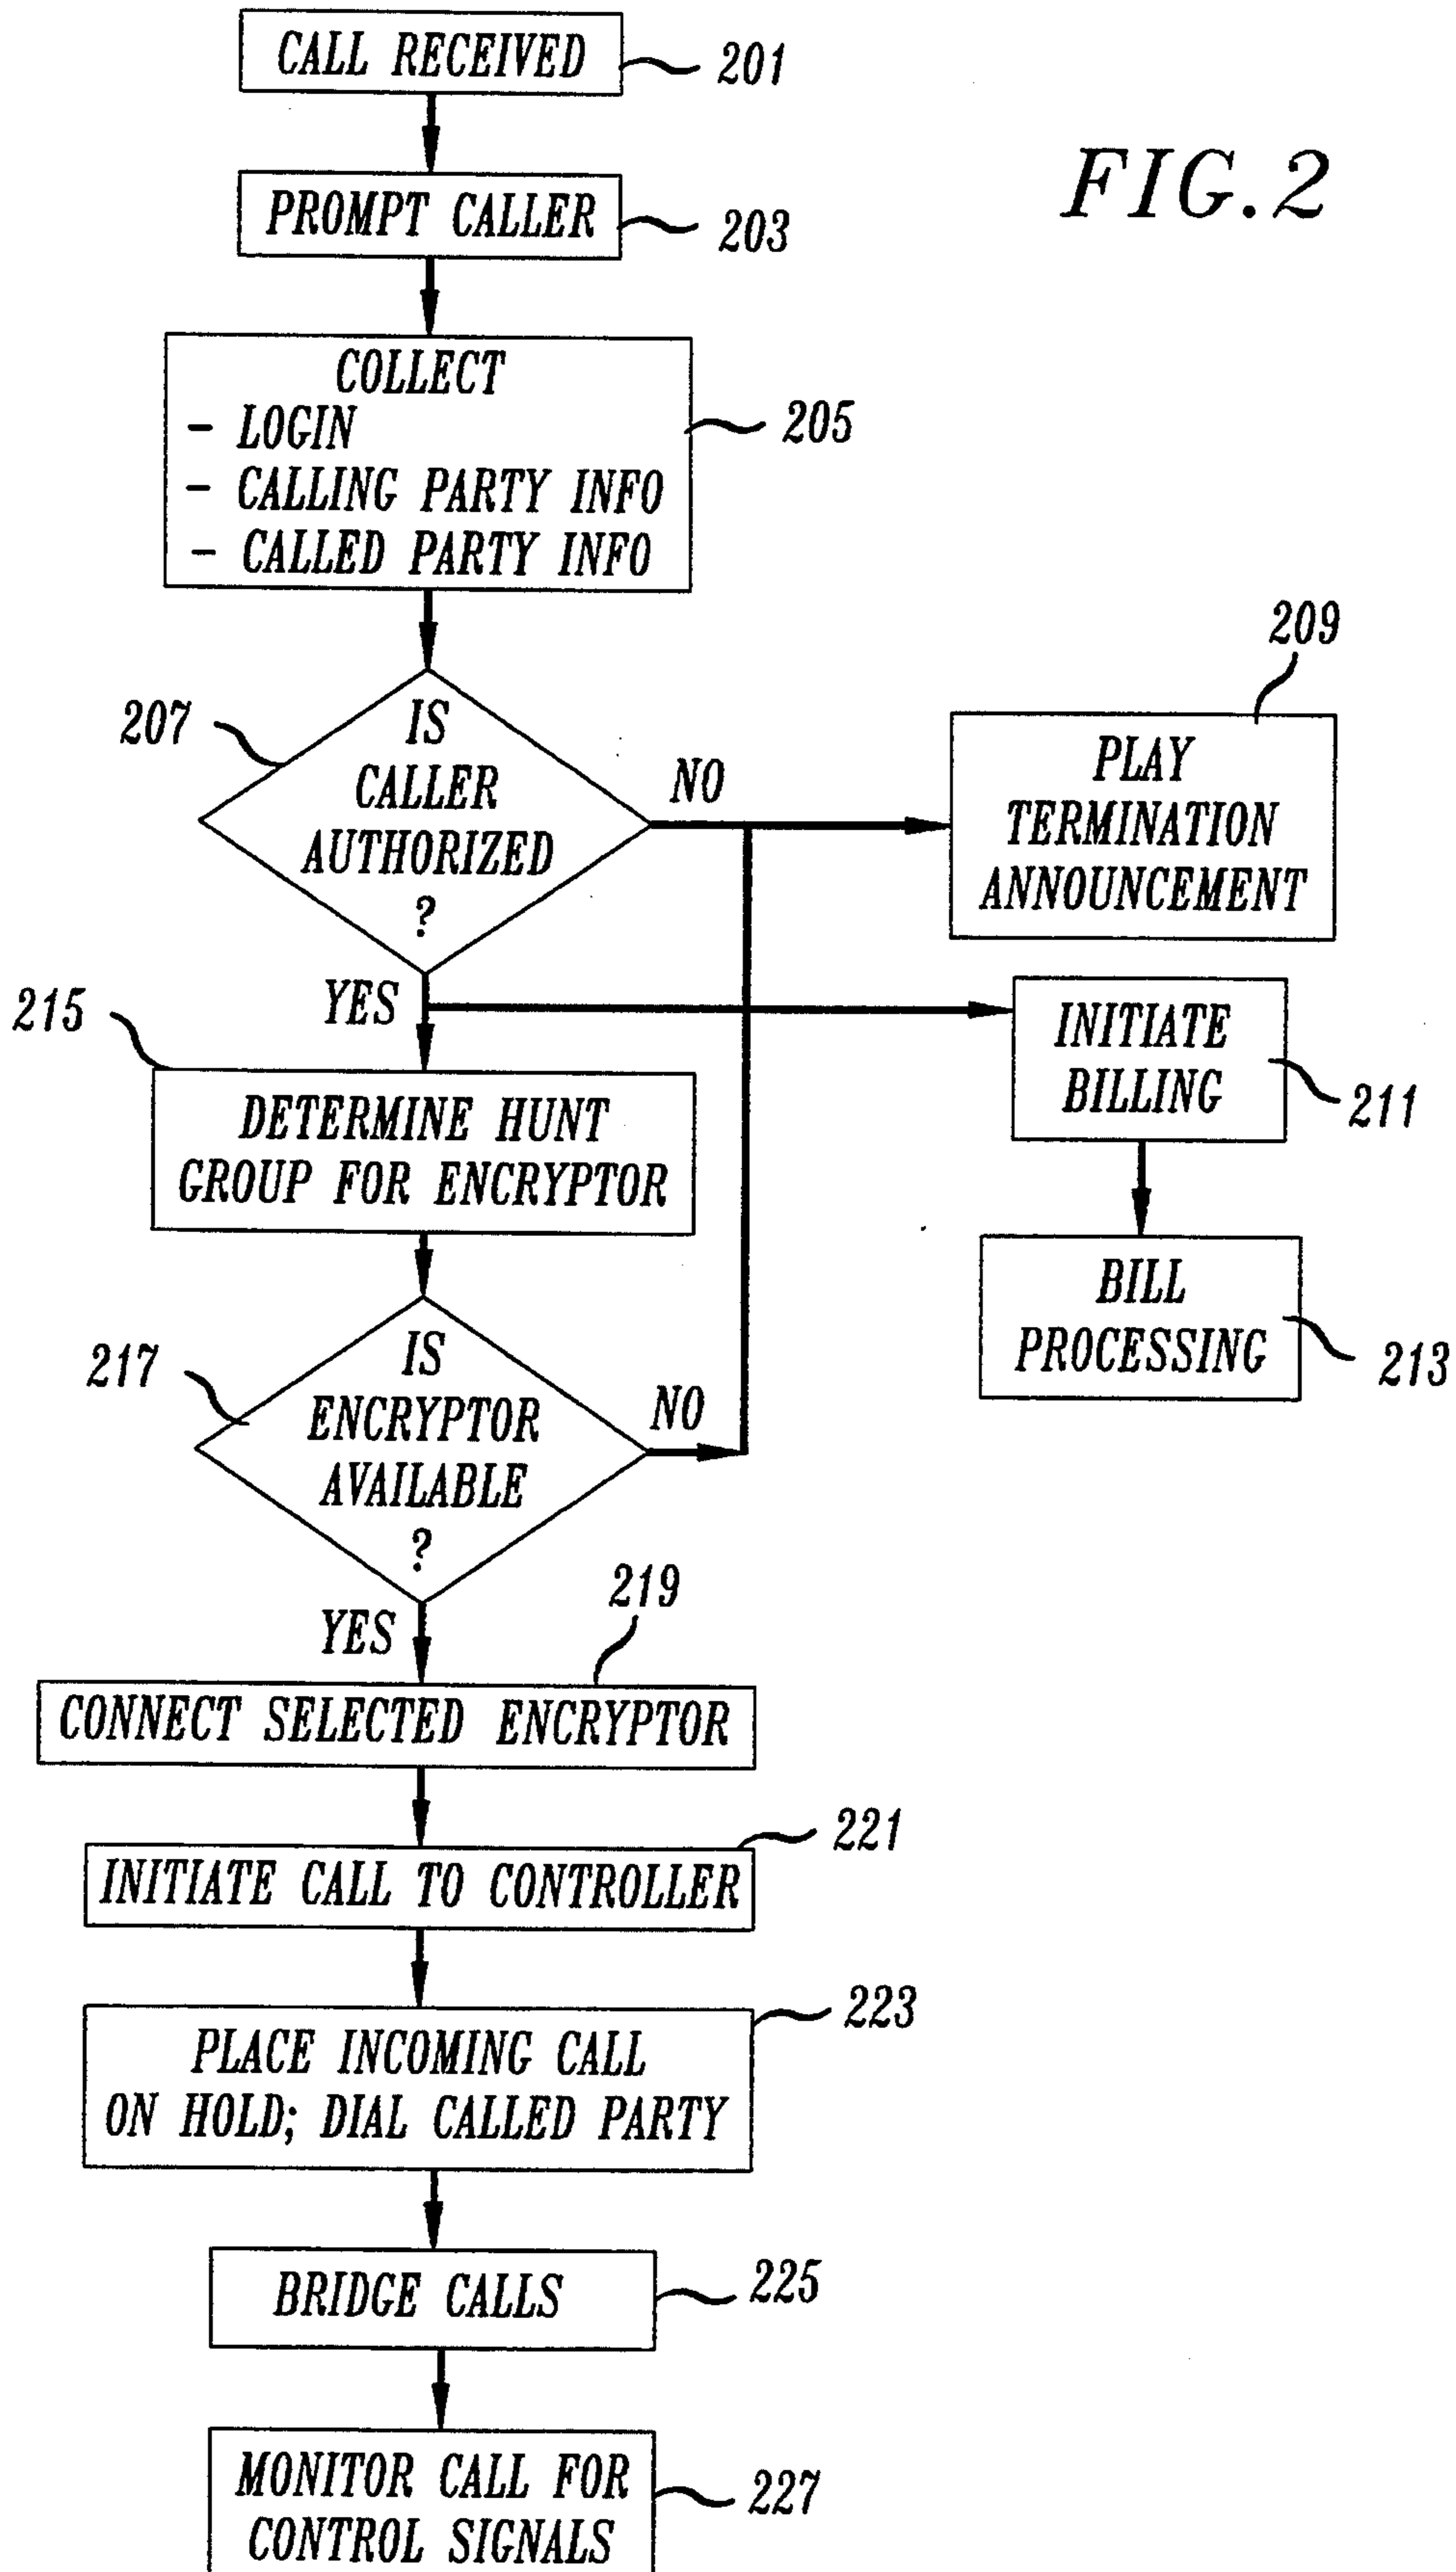 CALL RECEIVED
201
FIG.2
PROMPT CALLER
203
COLLECT
- LOGIN
- CALLING PARTY INFO
- CALLED PARTY INFO
205
207
IS
CALLER
AUTHORIZED
?
NO
209
PLAY
TERMINATION
ANNOUNCEMENT
YES
INITIATE
BILLING
211
215
DETERMINE HUNT
GROUP FOR ENCRYPTOR
BILL
PROCESSING
213
217
IS
ENCRYPTOR
AVAILABLE
?
NO
YES
219
CONNECT SELECTED ENCRYPTOR
221
INITIATE CALL TO CONTROLLER
223
PLACE INCOMING CALL
ON HOLD; DIAL CALLED PARTY
BRIDGE CALLS
225
MONITOR CALL FOR
CONTROL SIGNALS
227